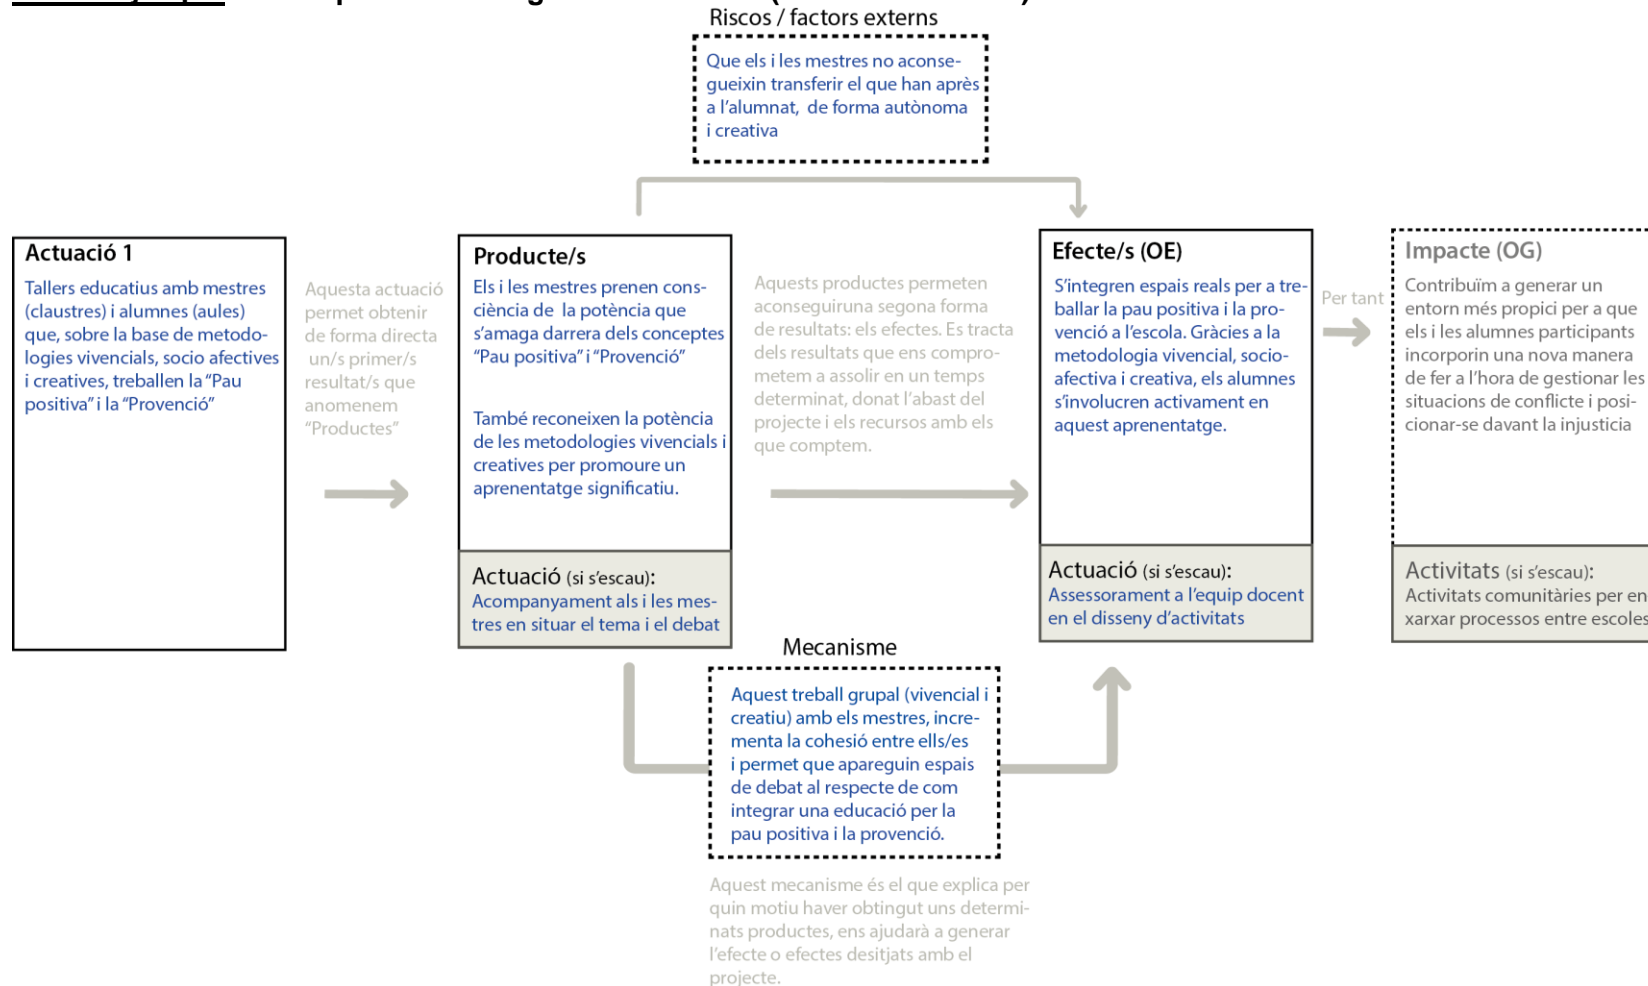 Riscos / factors externs
Que els i les mestres no aconse-
gueixin transferir el que han après
a l'alumnat, de forma autònoma
i creativa
Actuació 1
Tallers educatius amb mestres
(claustres) i alumnes (aules)
que, sobre la base de metodo-
logies vivencials, socio afectives
i creatives, treballen la "Pau
positiva" i la "Provenció"
Aquesta actuació
permet obtenir
de forma directa
un/s primer/s
resultat/s que
anomenem
"Productes"
Producte/s
Els i les mestres prenen cons-
ciència de la potència que
s'amaga darrera dels conceptes
"Pau positiva" i "Provenció"
També reconeixen la potència
de les metodologies vivencials i
creatives per promoure un
aprenentatge significatiu.
Actuació (si s'escau):
Acompanyament als i les mes-
tres en situar el tema i el debat
Aquests productes permeten
aconseguiruna segona forma
de resultats: els efectes. Es tracta
dels resultats que ens compro-
metem a assolir en un temps
determinat, donat l'abast del
projecte i els recursos amb els
que comptem.
Efecte/s (OE)
S'integren espais reals per a tre-
ballar la pau positiva i la pro-
venció a l'escola. Gràcies a la
metodologia vivencial, socio-
afectiva i creativa, els alumnes
s'involucren activament en
aquest aprenentatge.
Actuació (si s'escau):
Assessorament a l'equip docent
en el disseny d'activitats
Per tant
Impacte (OG)
Contribuïm a generar un
entorn més propici per a que
els i les alumnes participants
incorporin una nova manera
de fer a l'hora de gestionar les
situacions de conflicte i posi-
cionar-se davant la injusticia
Activitats (si s'escau):
Activitats comunitàries per en
xarxar processos entre escoles
Mecanisme
Aquest treball grupal (vivencial i
creatiu) amb els mestres, incre-
menta la cohesió entre ells/es
i permet que apareguin espais
de debat al respecte de com
integrar una educació per la
pau positiva i la provenció.
Aquest mecanisme és el que explica per
quin motiu haver obtingut uns determi-
nats productes, ens ajudarà a generar
l'efecte o efectes desitjats amb el
projecte.